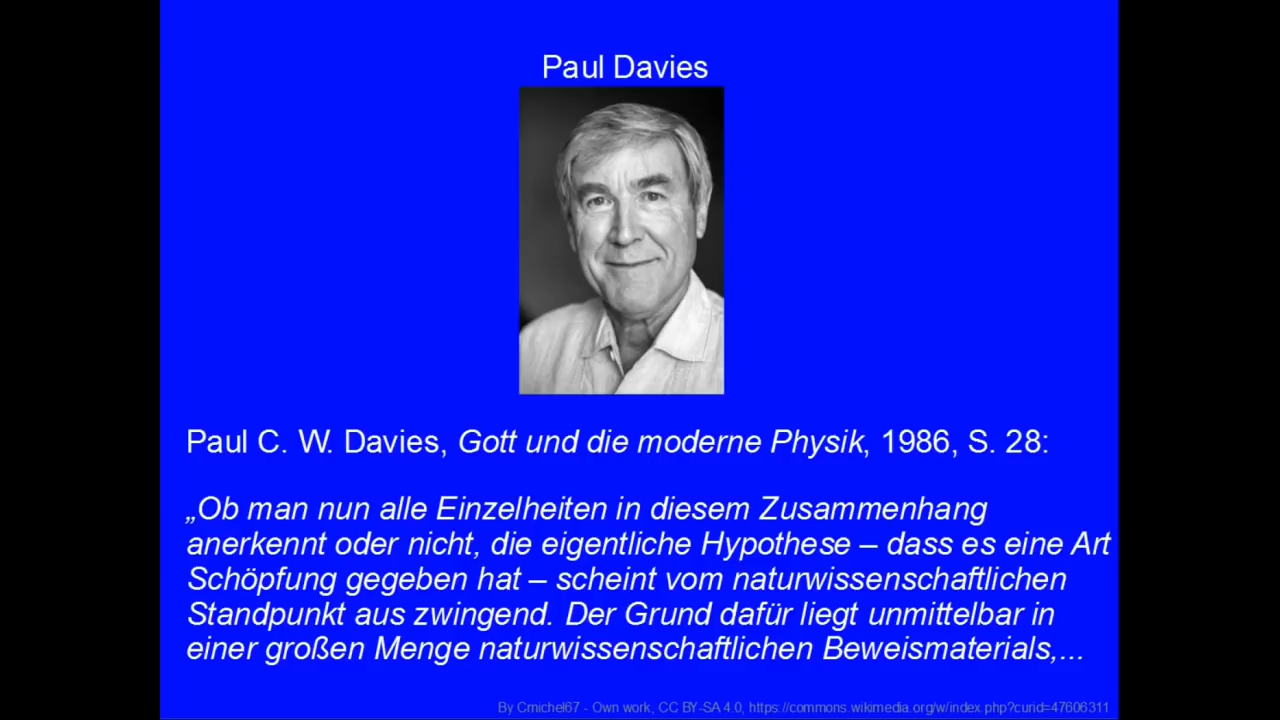 Paul Davies
Paul C. W. Davies, Gott und die moderne Physik, 1986, S. 28:
„Ob man nun alle Einzelheiten in diesem Zusammenhang
anerkennt oder nicht, die eigentliche Hypothese – dass es eine Art
Schöpfung gegeben hat – scheint vom naturwissenschaftlichen
Standpunkt aus zwingend. Der Grund dafür liegt unmittelbar in
einer großen Menge naturwissenschaftlichen Beweismaterials,...
By Cmichel67 - Own work, CC BY-SA 4.0, https://commons.wikimedia.org/w/index.php?curid=47606311